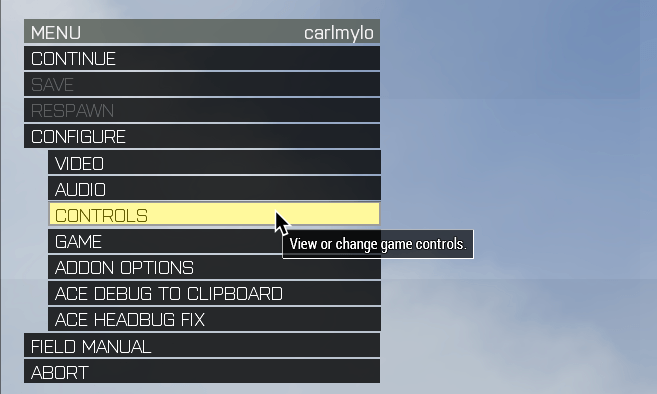 MENU carlmylo
CONTINUE
SAVE
RESPAWN
CONFIGURE
VIDEO
AUDIO
CONTROLS
GAME
View or change game controls.
ADDON OPTIONS
ACE DEBUG TO CLIPBOARD
ACE HEADBUG FIX
FIELD MANUAL
ABORT